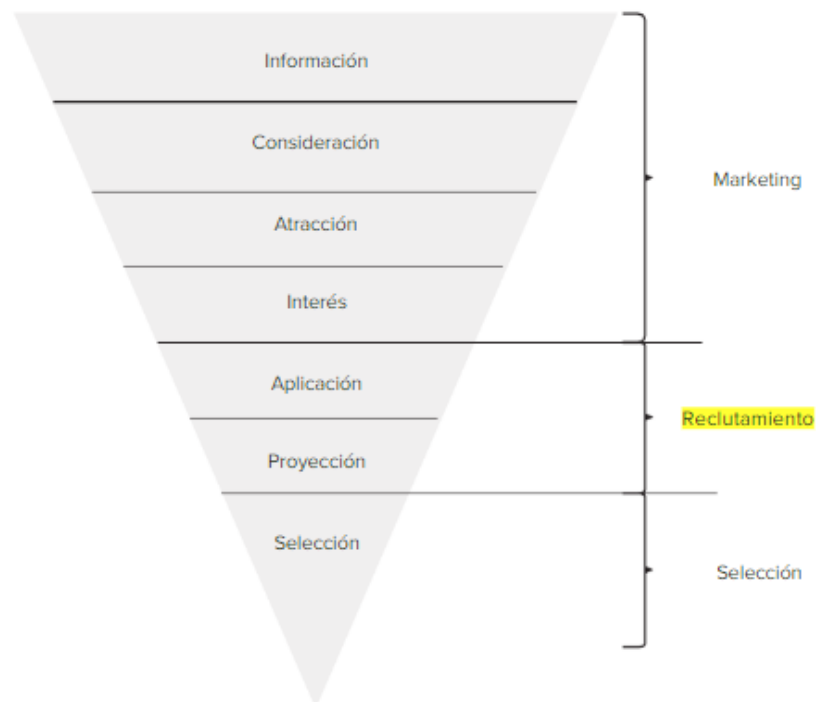 Información
Consideración
Marketing
Atracción
Interés
Aplicación
Reclutamiento
Proyección
Selección
Selección